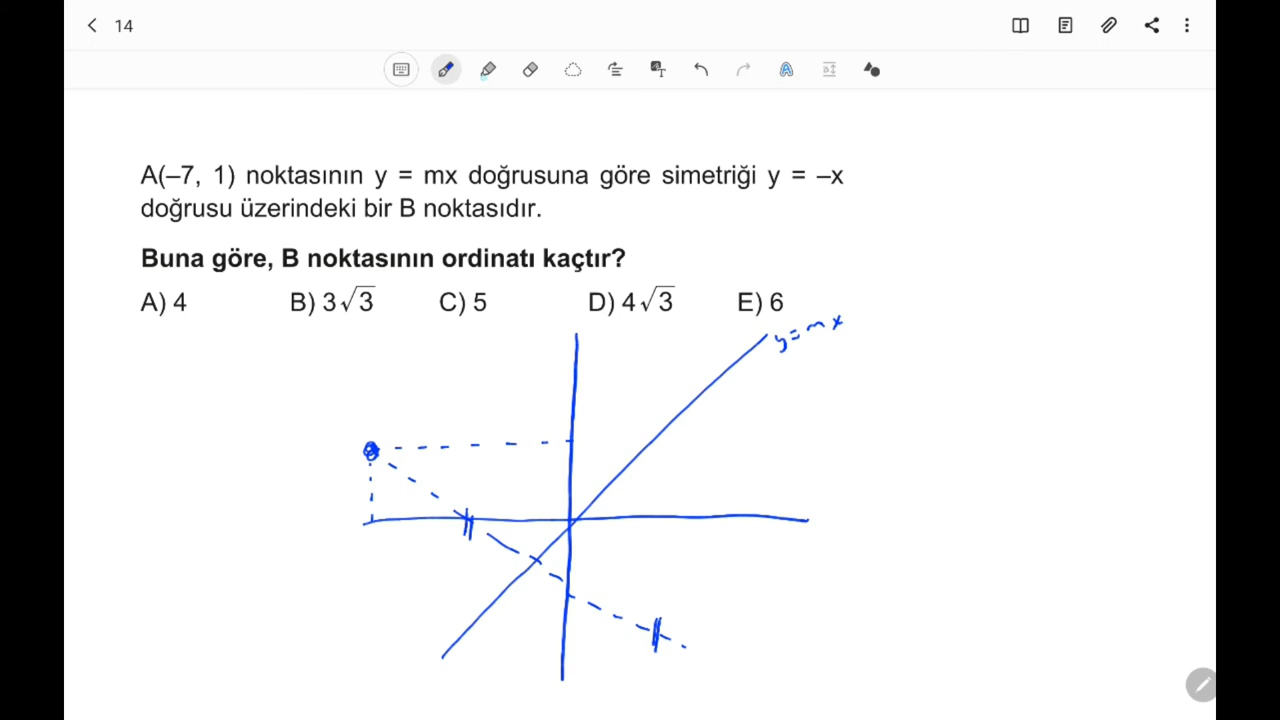 14
A(–7, 1) noktasının y = mx doğrusuna göre simetriği y = –x
doğrusu üzerindeki bir B noktasıdır.
Buna göre, B noktasının ordinatı kaçtır?
A) 4 B) 3√3 C) 5 D) 4√3 E) 6
y = mx